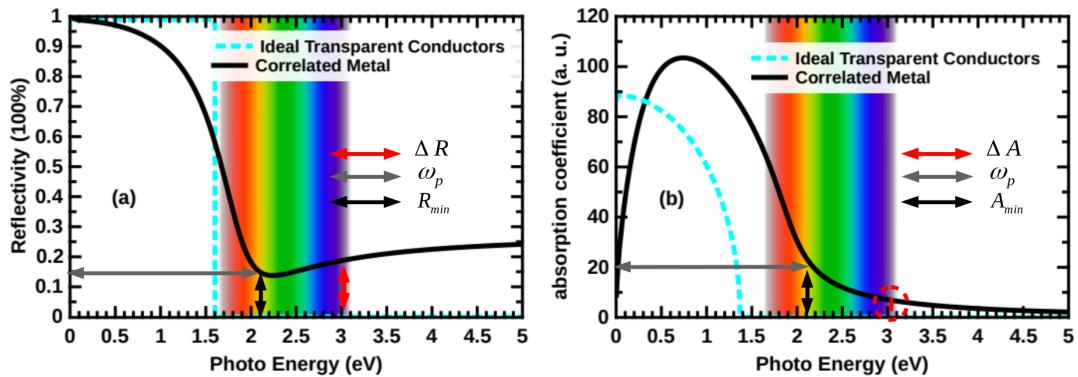 Reflectivity (100%)
1
0.9
0.8
0.7
0.6
0.5
0.4
0.3
0.2
0.1
0
Ideal Transparent Conductors
Correlated Metal
Δ R
ω_p
R_min
(a)
0 0.5 1 1.5 2 2.5 3 3.5 4 4.5 5
Photo Energy (eV)
absorption coefficient (a. u.)
120
100
80
60
40
20
0
Ideal Transparent Conductors
Correlated Metal
Δ A
ω_p
A_min
(b)
0 0.5 1 1.5 2 2.5 3 3.5 4 4.5 5
Photo Energy (eV)